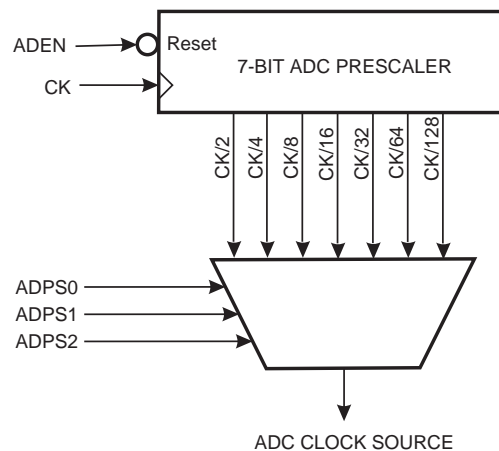 ADEN
Reset
7-BIT ADC PRESCALER
CK
CK/2
CK/4
CK/8
CK/16
CK/32
CK/64
CK/128
ADPS0
ADPS1
ADPS2
ADC CLOCK SOURCE